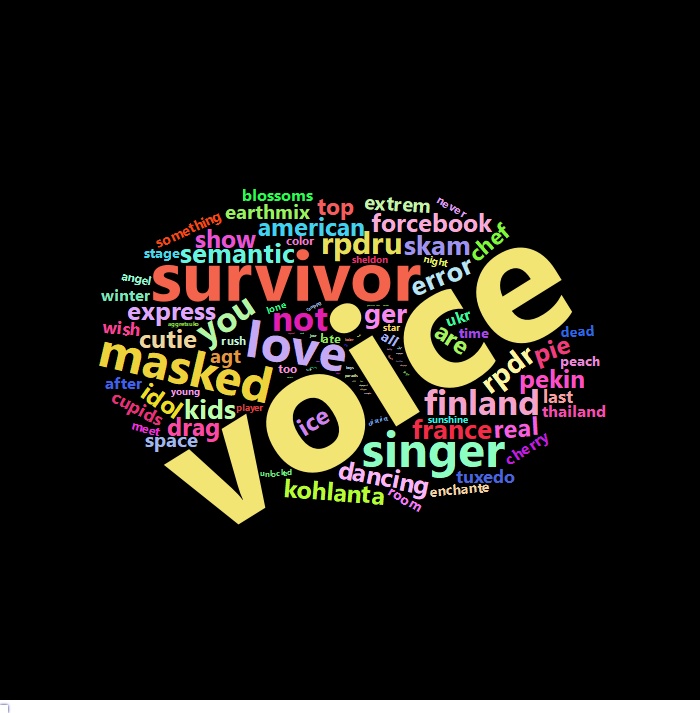 blossoms
never
extrem
top
earthmix
something
american
forcebook
show
color
rpdru
skam
chef
stage
semantic
sheldon
night
error
angel
survivor
winter
express
lone
you
not
ger
star
ukr
time
dead
wish
cutie
rush
love
late
all
are
voice
masked
agt
too
rpdr
pie
peach
after
idol
young
pekin
cupids
kids
player
ice
finland
last
thailand
meet
drag
sunshine
france
real
space
singer
cherry
unlocked
dancing
tuxedo
kohlanta
room
enchante